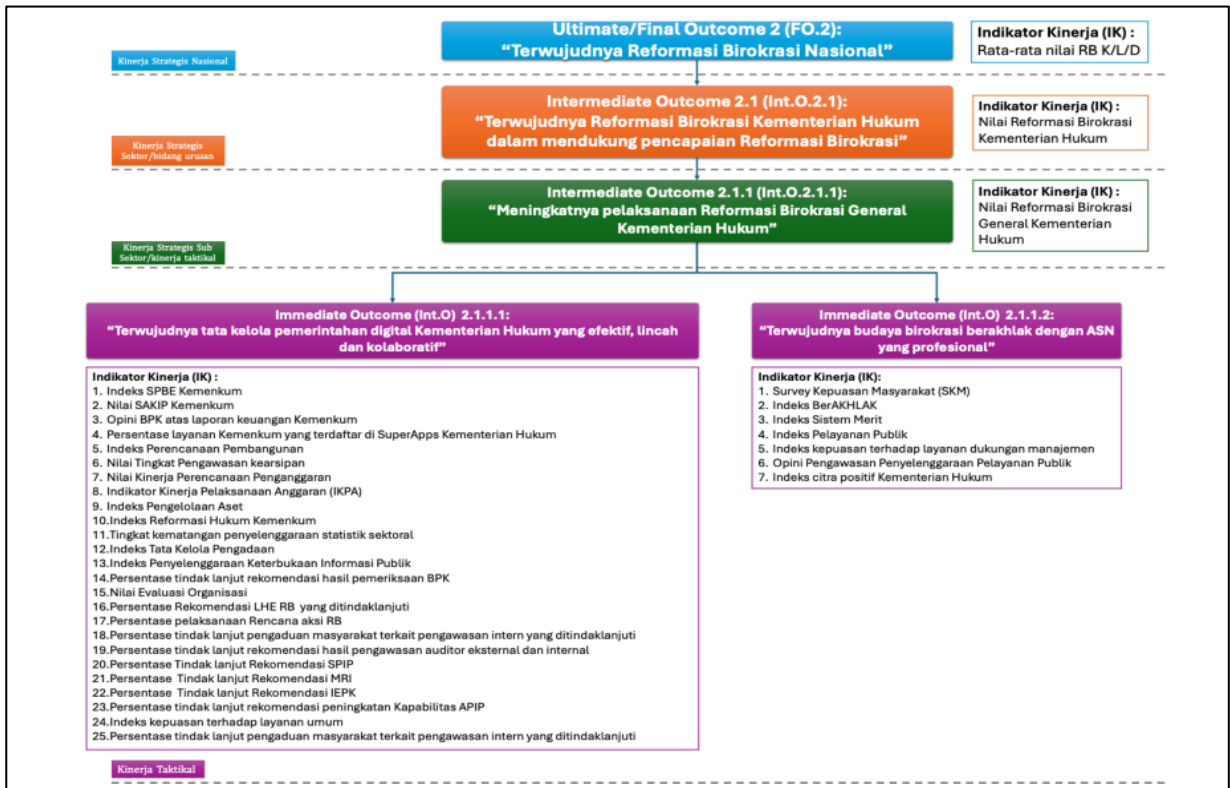 Ultimate/Final Outcome 2 (FO.2):
“Terwujudnya Reformasi Birokrasi Nasional”
Indikator Kinerja (IK) :
Rata-rata nilai RB K/L/D
Kinerja Strategis Nasional
Intermediate Outcome 2.1 (Int.O.2.1):
“Terwujudnya Reformasi Birokrasi Kementerian Hukum
dalam mendukung pencapaian Reformasi Birokrasi”
Indikator Kinerja (IK) :
Nilai Reformasi Birokrasi
Kementerian Hukum
Kinerja Strategis
Sektor/bidang urusan
Intermediate Outcome 2.1.1 (Int.O.2.1.1):
“Meningkatnya pelaksanaan Reformasi Birokrasi General
Kementerian Hukum”
Indikator Kinerja (IK) :
Nilai Reformasi Birokrasi
General Kementerian
Hukum
Kinerja Strategis Sub
Sektor/kinerja taktikal
Immediate Outcome (Int.O) 2.1.1.1:
“Terwujudnya tata kelola pemerintahan digital Kementerian Hukum yang efektif, lincah
dan kolaboratif”
Indikator Kinerja (IK) :
1. Indeks SPBE Kemenkum
2. Nilai SAKIP Kemenkum
3. Opini BPK atas laporan keuangan Kemenkum
4. Persentase layanan Kemenkum yang terdaftar di SuperApps Kementerian Hukum
5. Indeks Perencanaan Pembangunan
6. Nilai Tingkat Pengawasan kearsipan
7. Nilai Kinerja Perencanaan Penganggaran
8. Indikator Kinerja Pelaksanaan Anggaran (IKPA)
9. Indeks Pengelolaan Aset
10.Indeks Reformasi Hukum Kemenkum
11.Tingkat kematangan penyelenggaraan statistik sektoral
12.Indeks Tata Kelola Pengadaan
13.Indeks Penyelenggaraan Keterbukaan Informasi Publik
14.Persentase tindak lanjut rekomendasi hasil pemeriksaan BPK
15.Nilai Evaluasi Organisasi
16.Persentase Rekomendasi LHE RB yang ditindaklanjuti
17.Persentase pelaksanaan Rencana aksi RB
18.Persentase tindak lanjut pengaduan masyarakat terkait pengawasan intern yang ditindaklanjuti
19.Persentase tindak lanjut rekomendasi hasil pengawasan auditor eksternal dan internal
20.Persentase Tindak lanjut Rekomendasi SPIP
21.Persentase Tindak lanjut Rekomendasi MRI
22.Persentase Tindak lanjut Rekomendasi IEPK
23.Persentase tindak lanjut rekomendasi peningkatan Kapabilitas APIP
24.Indeks kepuasan terhadap layanan umum
25.Persentase tindak lanjut pengaduan masyarakat terkait pengawasan intern yang ditindaklanjuti
Immediate Outcome (Int.O) 2.1.1.2:
“Terwujudnya budaya birokrasi berakhlak dengan ASN
yang profesional”
Indikator Kinerja (IK):
1. Survey Kepuasan Masyarakat (SKM)
2. Indeks BerAKHLAK
3. Indeks Sistem Merit
4. Indeks Pelayanan Publik
5. Indeks kepuasan terhadap layanan dukungan manajemen
6. Opini Pengawasan Penyelenggaraan Pelayanan Publik
7. Indeks citra positif Kementerian Hukum
Kinerja Taktikal